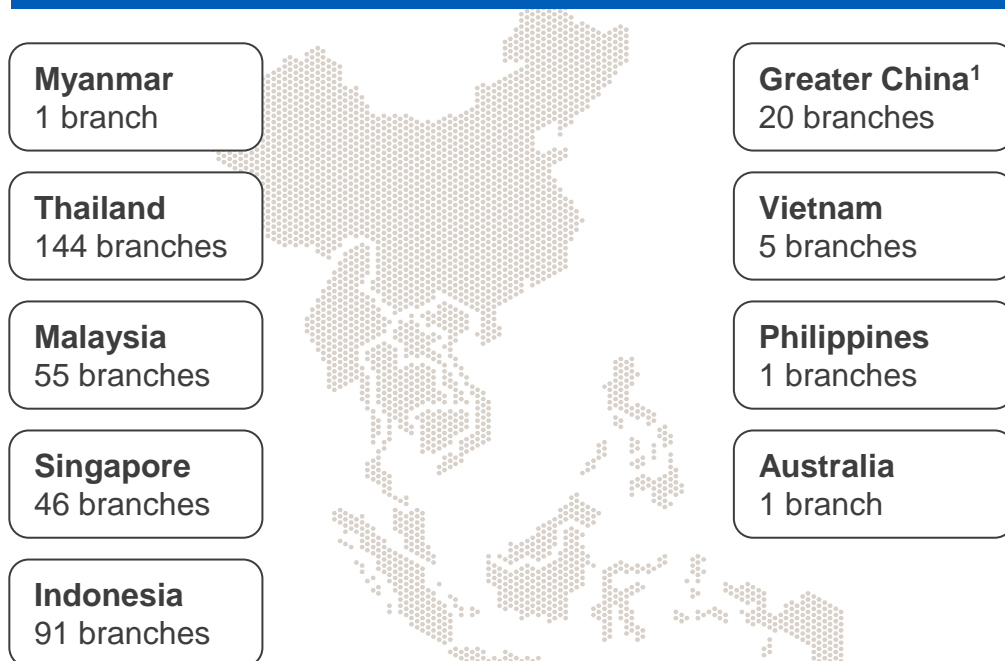 Myanmar
1 branch
Thailand
144 branches
Malaysia
55 branches
Singapore
46 branches
Indonesia
91 branches
Greater China¹
20 branches
Vietnam
5 branches
Philippines
1 branches
Australia
1 branch